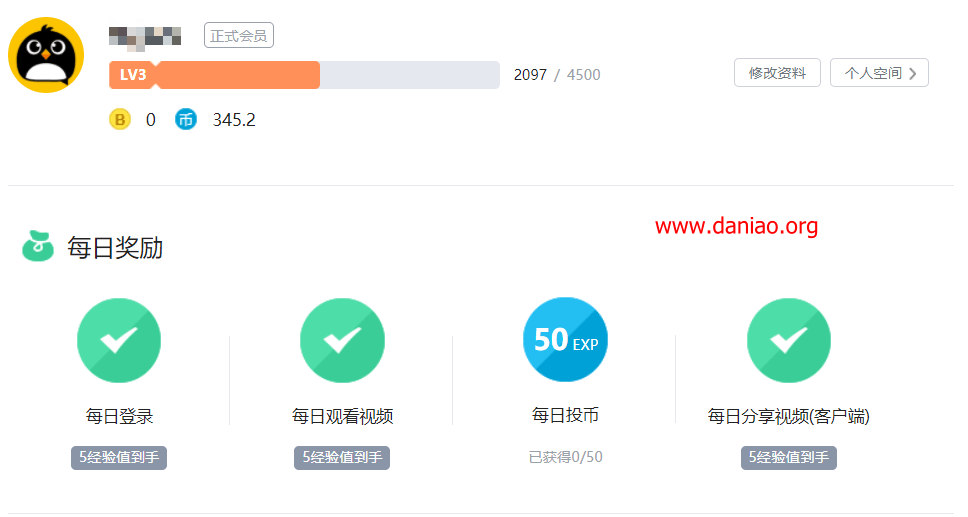 正式会员
LV3
2097 / 4500
修改资料
个人空间
B 0 币 345.2
www.daniao.org
每日奖励
50 EXP
每日登录
每日观看视频
每日投币
每日分享视频(客户端)
5经验值到手
5经验值到手
已获得0/50
5经验值到手